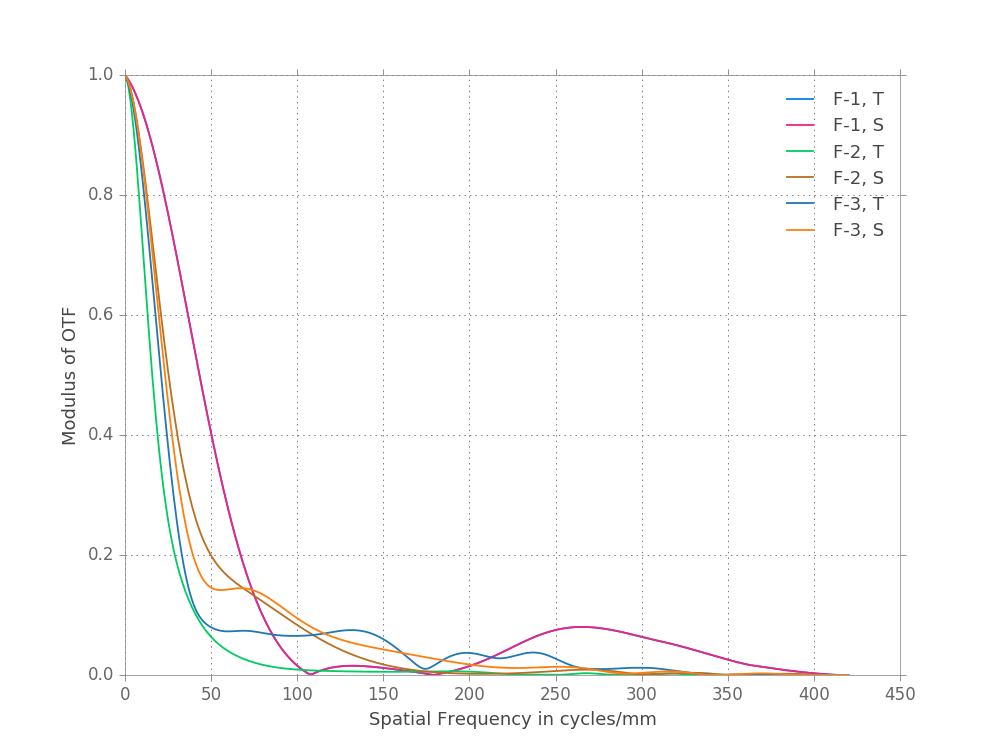 1.0
0.8
0.6
0.4
0.2
0.0
Modulus of OTF
0 50 100 150 200 250 300 350 400 450
Spatial Frequency in cycles/mm
F-1, T
F-1, S
F-2, T
F-2, S
F-3, T
F-3, S